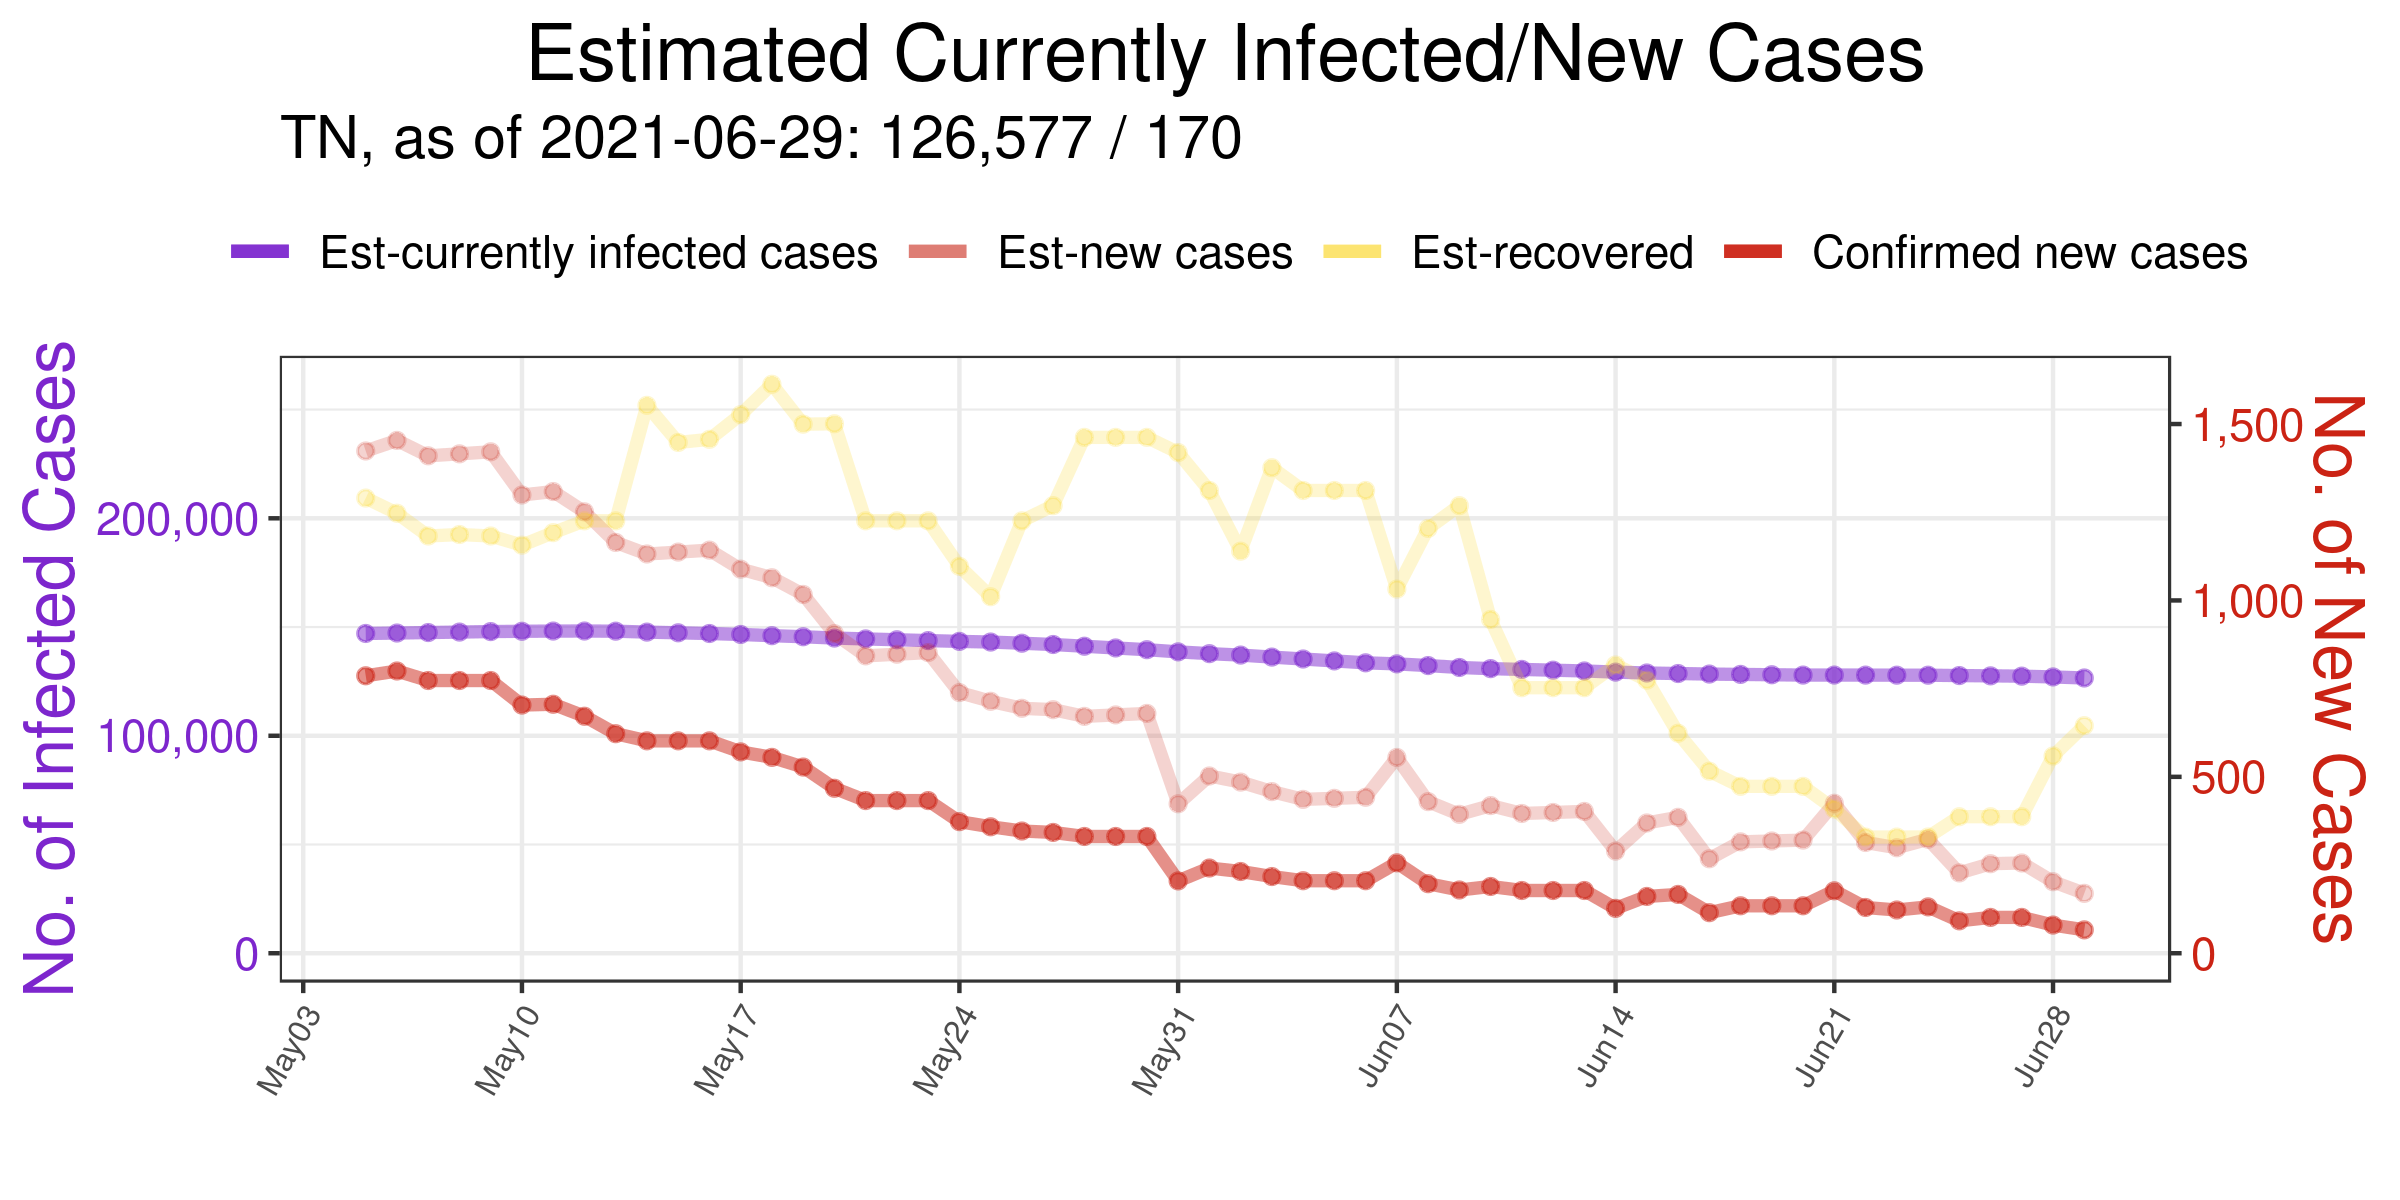 Estimated Currently Infected/New Cases
TN, as of 2021-06-29: 126,577 / 170
Est-currently infected cases Est-new cases Est-recovered Confirmed new cases
No. of Infected Cases
200,000
100,000
0
1,500
1,000
500
0
No. of New Cases
May03 May10 May17 May24 May31 Jun07 Jun14 Jun21 Jun28